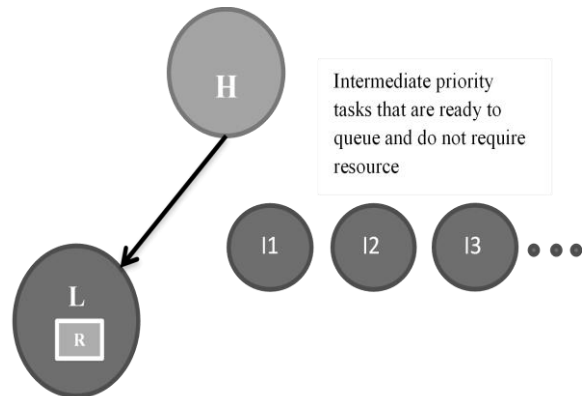 H
Intermediate priority
tasks that are ready to
queue and do not require
resource
I1
I2
I3
L
R